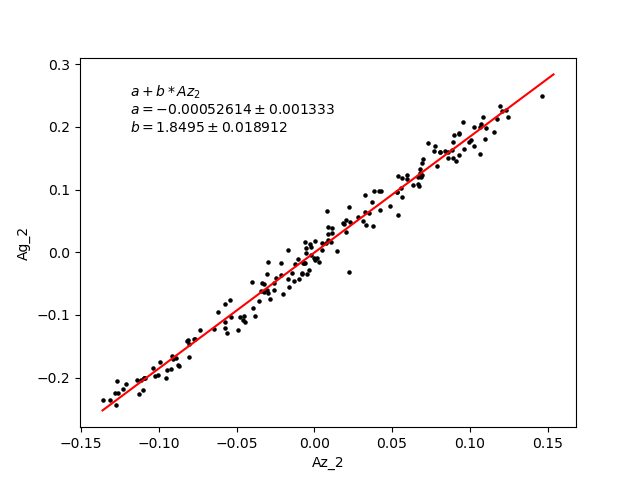 0.3
0.2
0.1
0.0
−0.1
−0.2
Ag_2
a + b * Az₂
a = −0.00052614 ± 0.001333
b = 1.8495 ± 0.018912
−0.15 −0.10 −0.05 0.00 0.05 0.10 0.15
Az_2